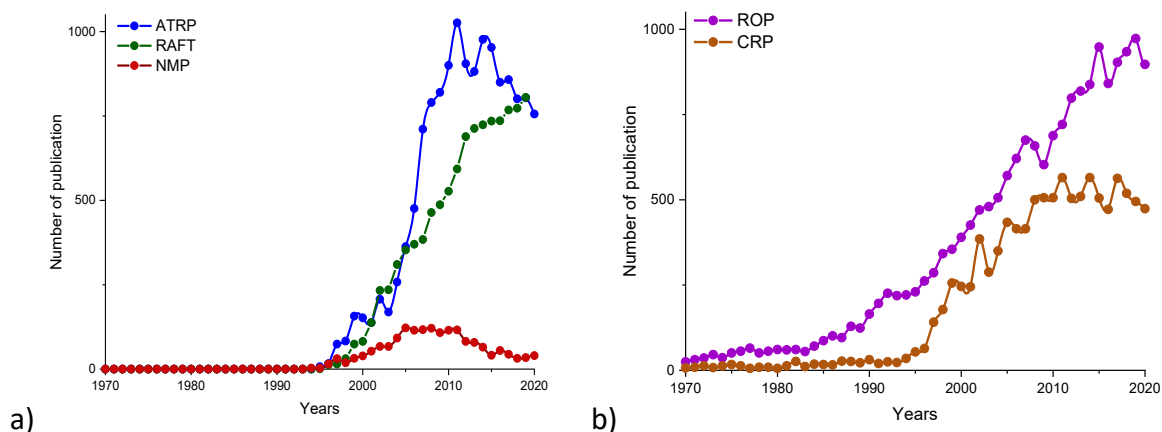 ATRP
RAFT
NMP
1000
500
0
Number of publication
1970
1980
1990
2000
2010
2020
Years
a)
ROP
CRP
1000
500
0
Number of publication
1970
1980
1990
2000
2010
2020
Years
b)